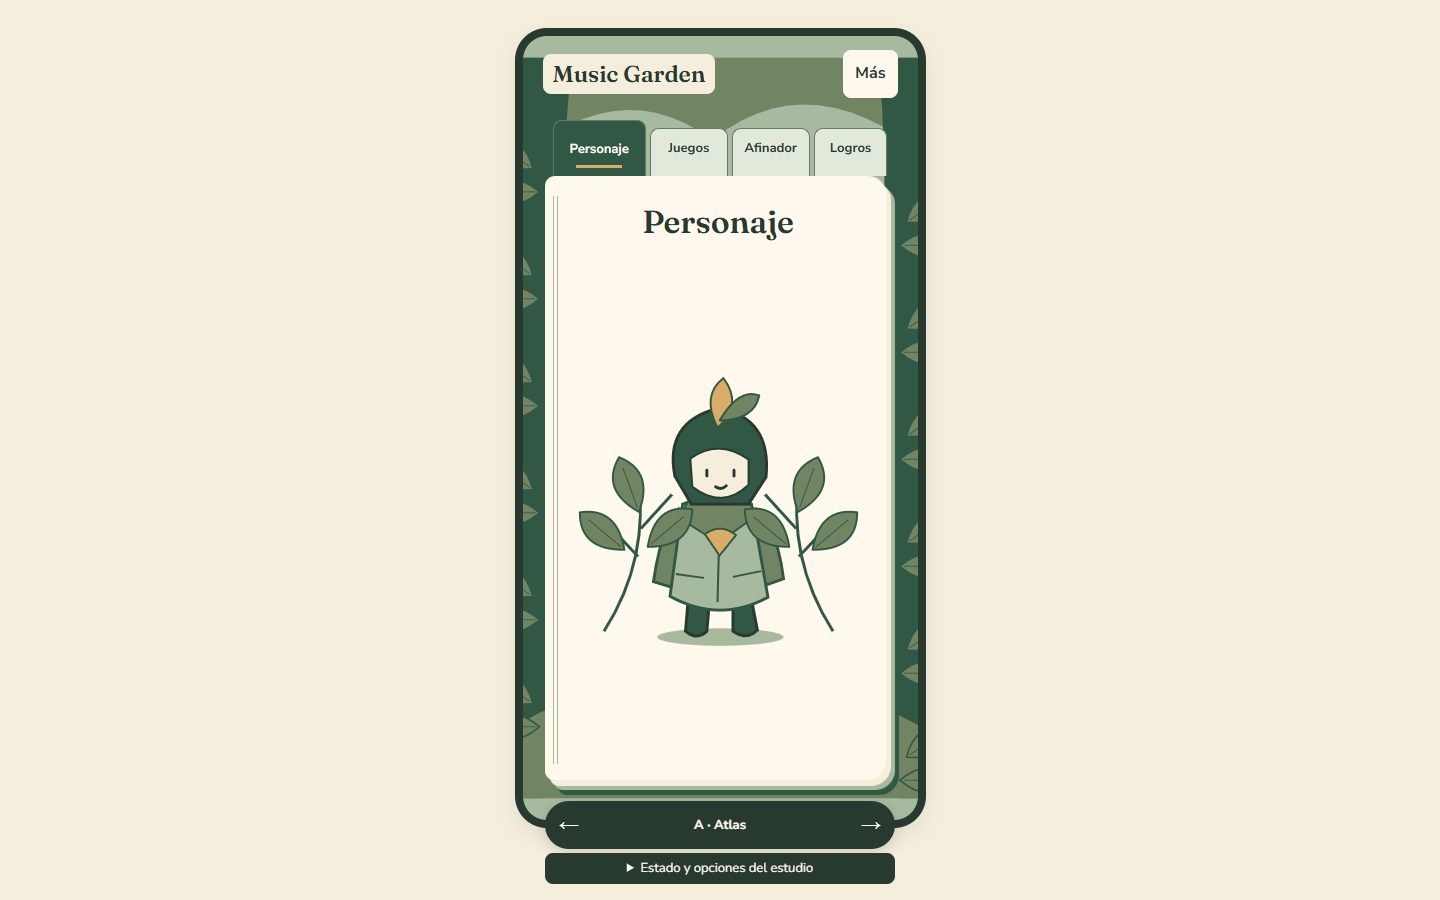 Music Garden
Más
Personaje
Juegos
Afinador
Logros
Personaje
← A · Atlas →
▶ Estado y opciones del estudio